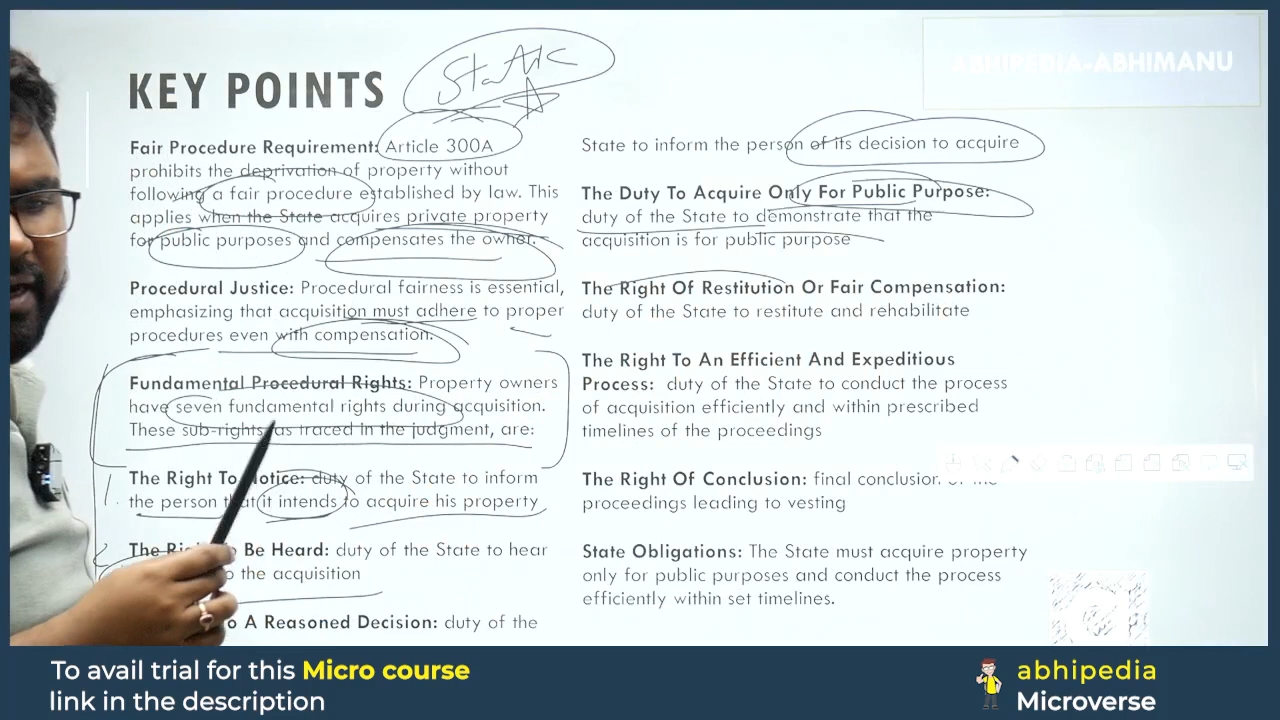 State
ABHIPEDIA-ABHIMANU
KEY POINTS
Fair Procedure Requirement: Article 300A
prohibits the deprivation of property without
following a fair procedure established by law. This
applies when the State acquires private property
for public purposes and compensates the owner.
Procedural Justice: Procedural fairness is essential,
emphasizing that acquisition must adhere to proper
procedures even with compensation.
Fundamental Procedural Rights: Property owners
have seven fundamental rights during acquisition.
These sub-rights as traced in the judgment, are:
1.
The Right To Notice: duty of the State to inform
the person that it intends to acquire his property
2
The Be Heard: duty of the State to hear
the acquisition
A Reasoned Decision: duty of the
State to inform the person of its decision to acquire
The Duty To Acquire Only For Public Purpose:
duty of the State to demonstrate that the
acquisition is for public purpose
The Right Of Restitution Or Fair Compensation:
duty of the State to restitute and rehabilitate
The Right To An Efficient And Expeditious
Process: duty of the State to conduct the process
of acquisition efficiently and within prescribed
timelines of the proceedings
The Right Of Conclusion: final conclusion of the
proceedings leading to vesting
State Obligations: The State must acquire property
only for public purposes and conduct the process
efficiently within set timelines.
To avail trial for this Micro course
link in the description
abhipedia
Microverse